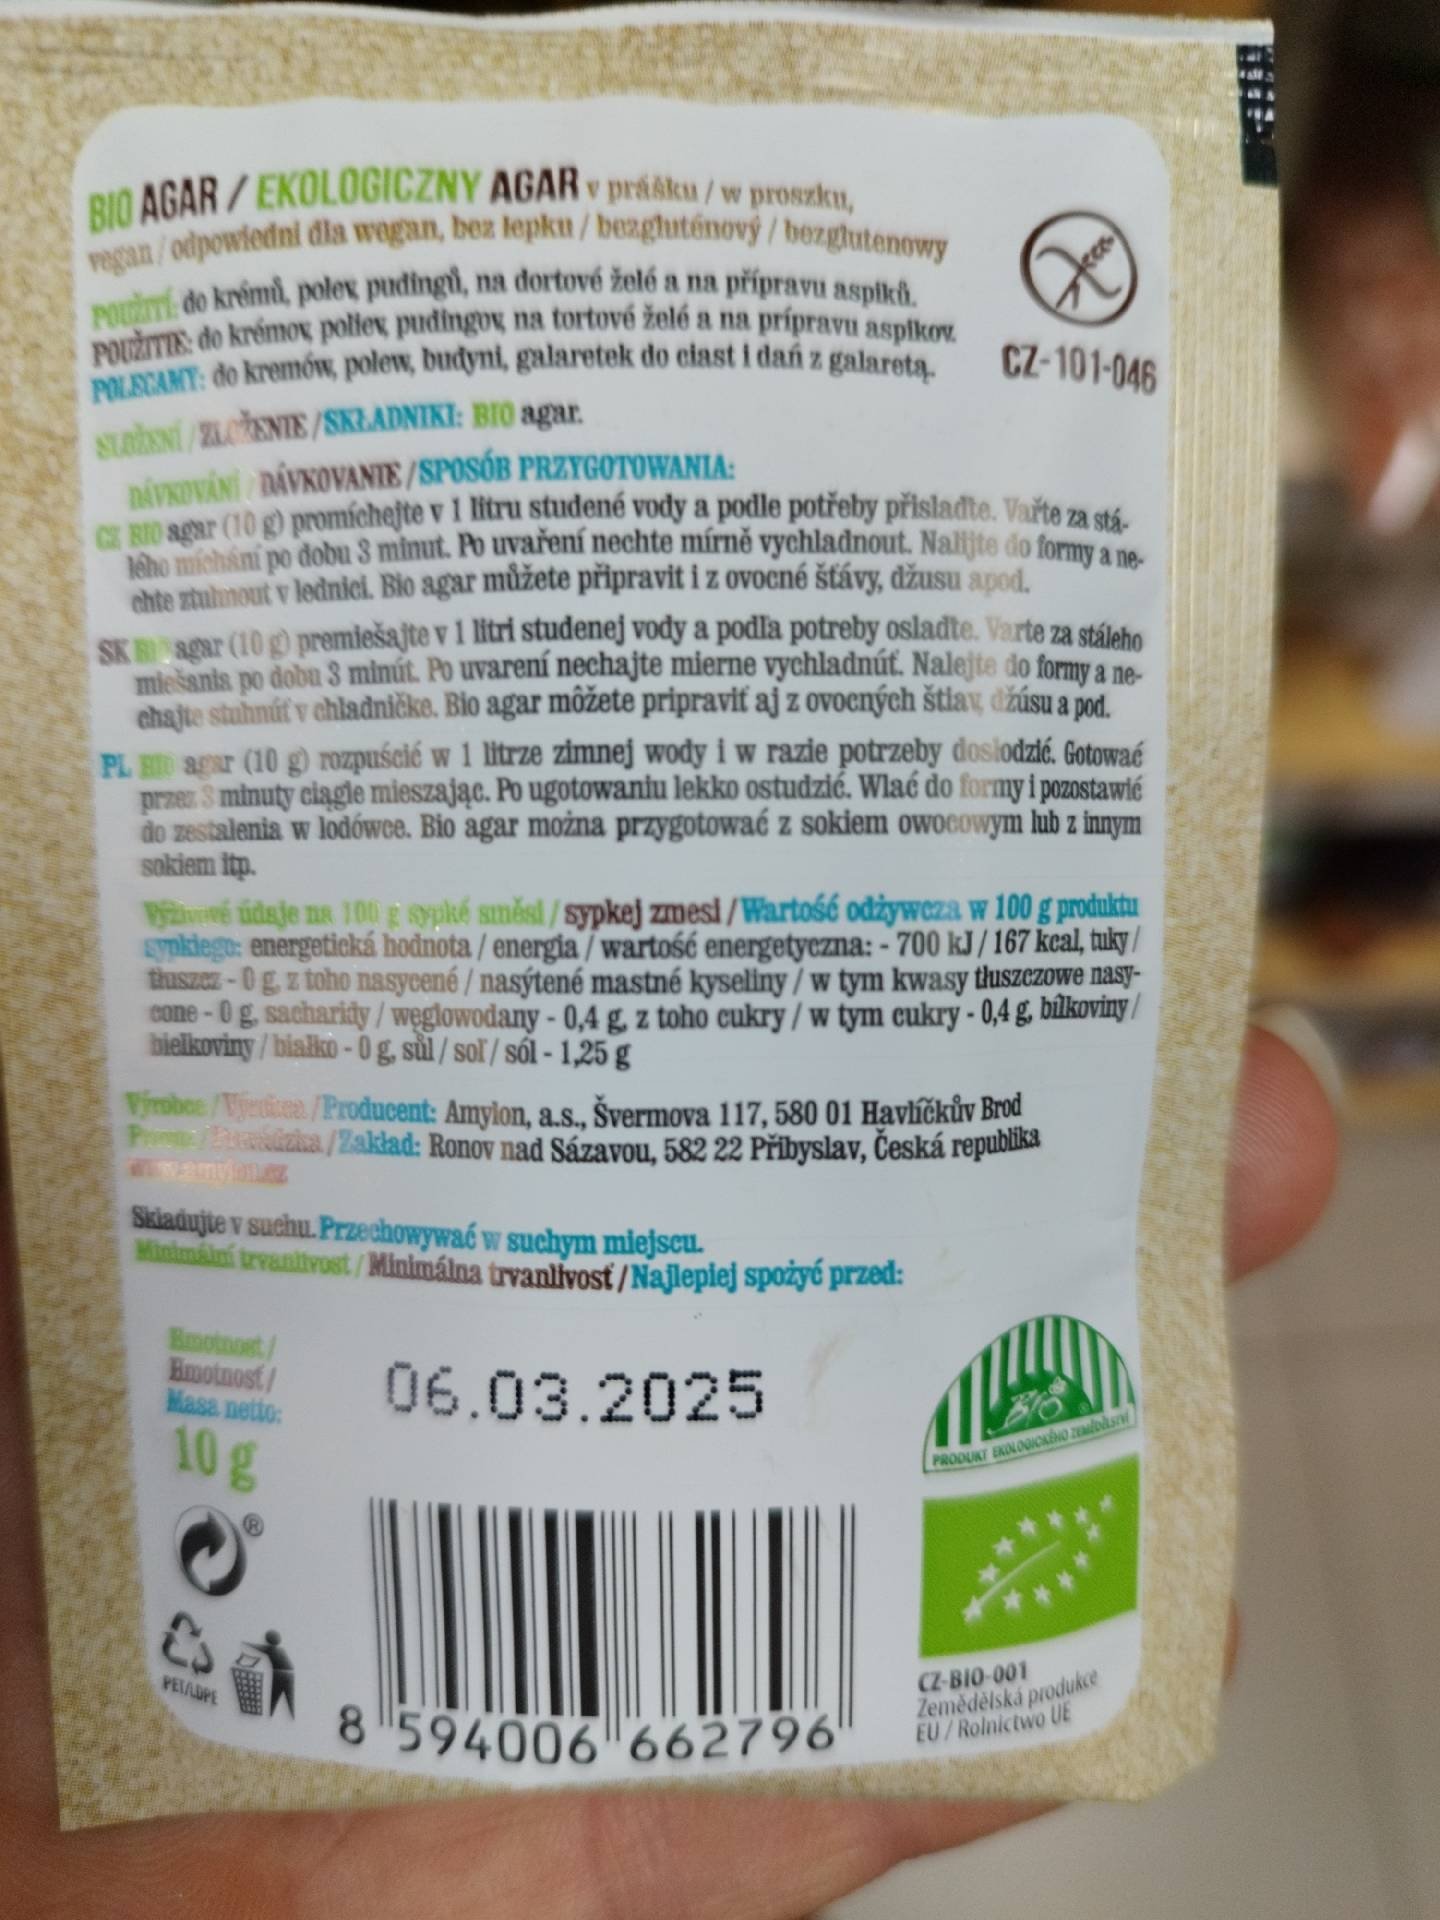 BIO AGAR / EKOLOGICZNY AGAR v prášku / w proszku,
vegan / odpowiedni dla wegan, bez lepku / bezgluténový / bezglutenowy
POUŽITÍ: do krémů, polev, pudingů, na dortové želé a na přípravu aspiků.
POUŽITIE: do krémov, poliev, pudingov, na tortové želé a na prípravu aspikov.
POLECAMY: do kremów, polew, budyni, galaretek do ciast i dań z galaretą.
CZ-101-046
SLOŽENÍ / ZLOŽENIE / SKŁADNIKI: BIO agar.
DÁVKOVÁNÍ / DÁVKOVANIE / SPOSÓB PRZYGOTOWANIA:
CZ BIO agar (10 g) promíchejte v 1 litru studené vody a podle potřeby přislaďte. Vařte za stá-
lého míchání po dobu 3 minut. Po uvaření nechte mírně vychladnout. Nalijte do formy a ne-
chte ztuhnout v lednici. Bio agar můžete připravit i z ovocné šťávy, džusu apod.
SK BIO agar (10 g) premiešajte v 1 litri studenej vody a podľa potreby oslaďte. Varte za stáleho
miešania po dobu 3 minút. Po uvarení nechajte mierne vychladnúť. Nalejte do formy a ne-
chajte stuhnúť v chladničke. Bio agar môžete pripraviť aj z ovocných štiav, džúsu a pod.
PL BIO agar (10 g) rozpuścić w 1 litrze zimnej wody i w razie potrzeby dosłodzić. Gotować
przez 3 minuty ciągle mieszając. Po ugotowaniu lekko ostudzić. Wlać do formy i pozostawić
do zestalenia w lodówce. Bio agar można przygotować z sokiem owocowym lub z innym
sokiem itp.
Výživové údaje na 100 g sypké směsi / sypkej zmesi / Wartość odżywcza w 100 g produktu
sypkiego: energetická hodnota / energia / wartość energetyczna: - 700 kJ / 167 kcal, tuky /
tłuszcz - 0 g, z toho nasycené / nasýtené mastné kyseliny / w tym kwasy tłuszczowe nasy-
cone - 0 g, sacharidy / węglowodany - 0,4 g, z toho cukry / w tym cukry - 0,4 g, bílkoviny /
bielkoviny / białko - 0 g, sůl / soľ / sól - 1,25 g
Výrobce / Výrobca / Producent: Amylon, a.s., Švermova 117, 580 01 Havlíčkův Brod
Provoz / Prevádzka / Zakład: Ronov nad Sázavou, 582 22 Přibyslav, Česká republika
www.amylon.cz
Skladujte v suchu. Przechowywać w suchym miejscu.
Minimální trvanlivost / Minimálna trvanlivosť / Najlepiej spożyć przed:
Hmotnost /
Hmotnosť /
Masa netto:
10 g
06.03.2025
BIO
PRODUKT EKOLOGICKÉHO ZEMĚDĚLSTVÍ
PET/LDPE
8 594006 662796
CZ-BIO-001
Zemědělská produkce
EU / Rolnictwo UE